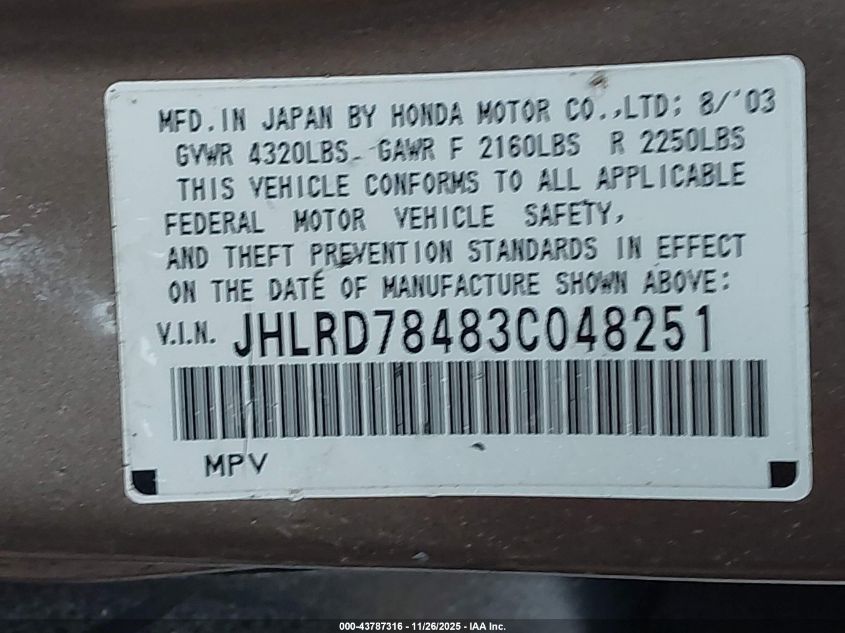 MFD.IN JAPAN BY HONDA MOTOR CO.,LTD; 8/'03
GVWR 4320LBS GAWR F 2160LBS R 2250LBS
THIS VEHICLE CONFORMS TO ALL APPLICABLE
FEDERAL MOTOR VEHICLE SAFETY,
AND THEFT PREVENTION STANDARDS IN EFFECT
ON THE DATE OF MANUFACTURE SHOWN ABOVE:
V.I.N. JHLRD78483C048251
MPV
000-43787316 - 11/26/2025 - IAA Inc.